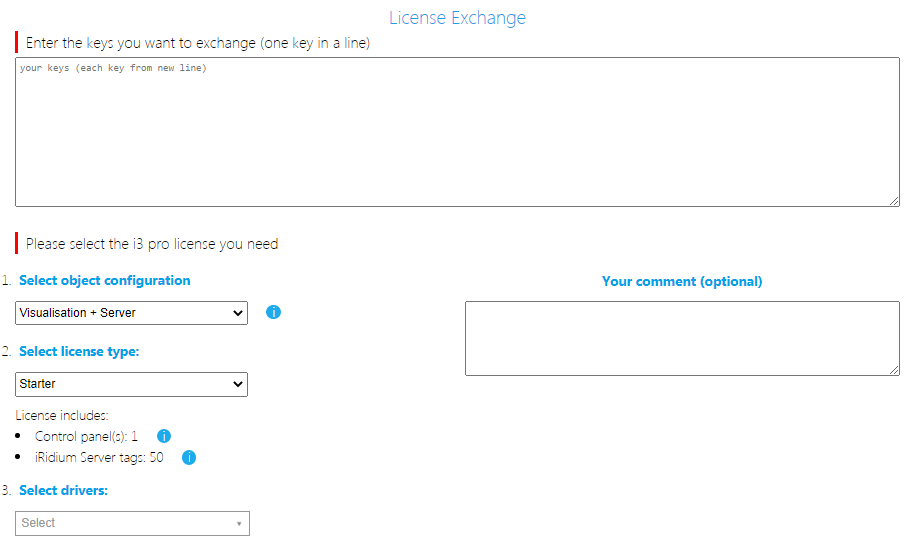 License Exchange
Enter the keys you want to exchange (one key in a line)
your keys (each key from new line)
Please select the i3 pro license you need
1. Select object configuration
Your comment (optional)
Visualisation + Server
i
2. Select license type:
Starter
License includes:
Control panel(s): 1 i
iRidium Server tags: 50 i
3. Select drivers:
Select